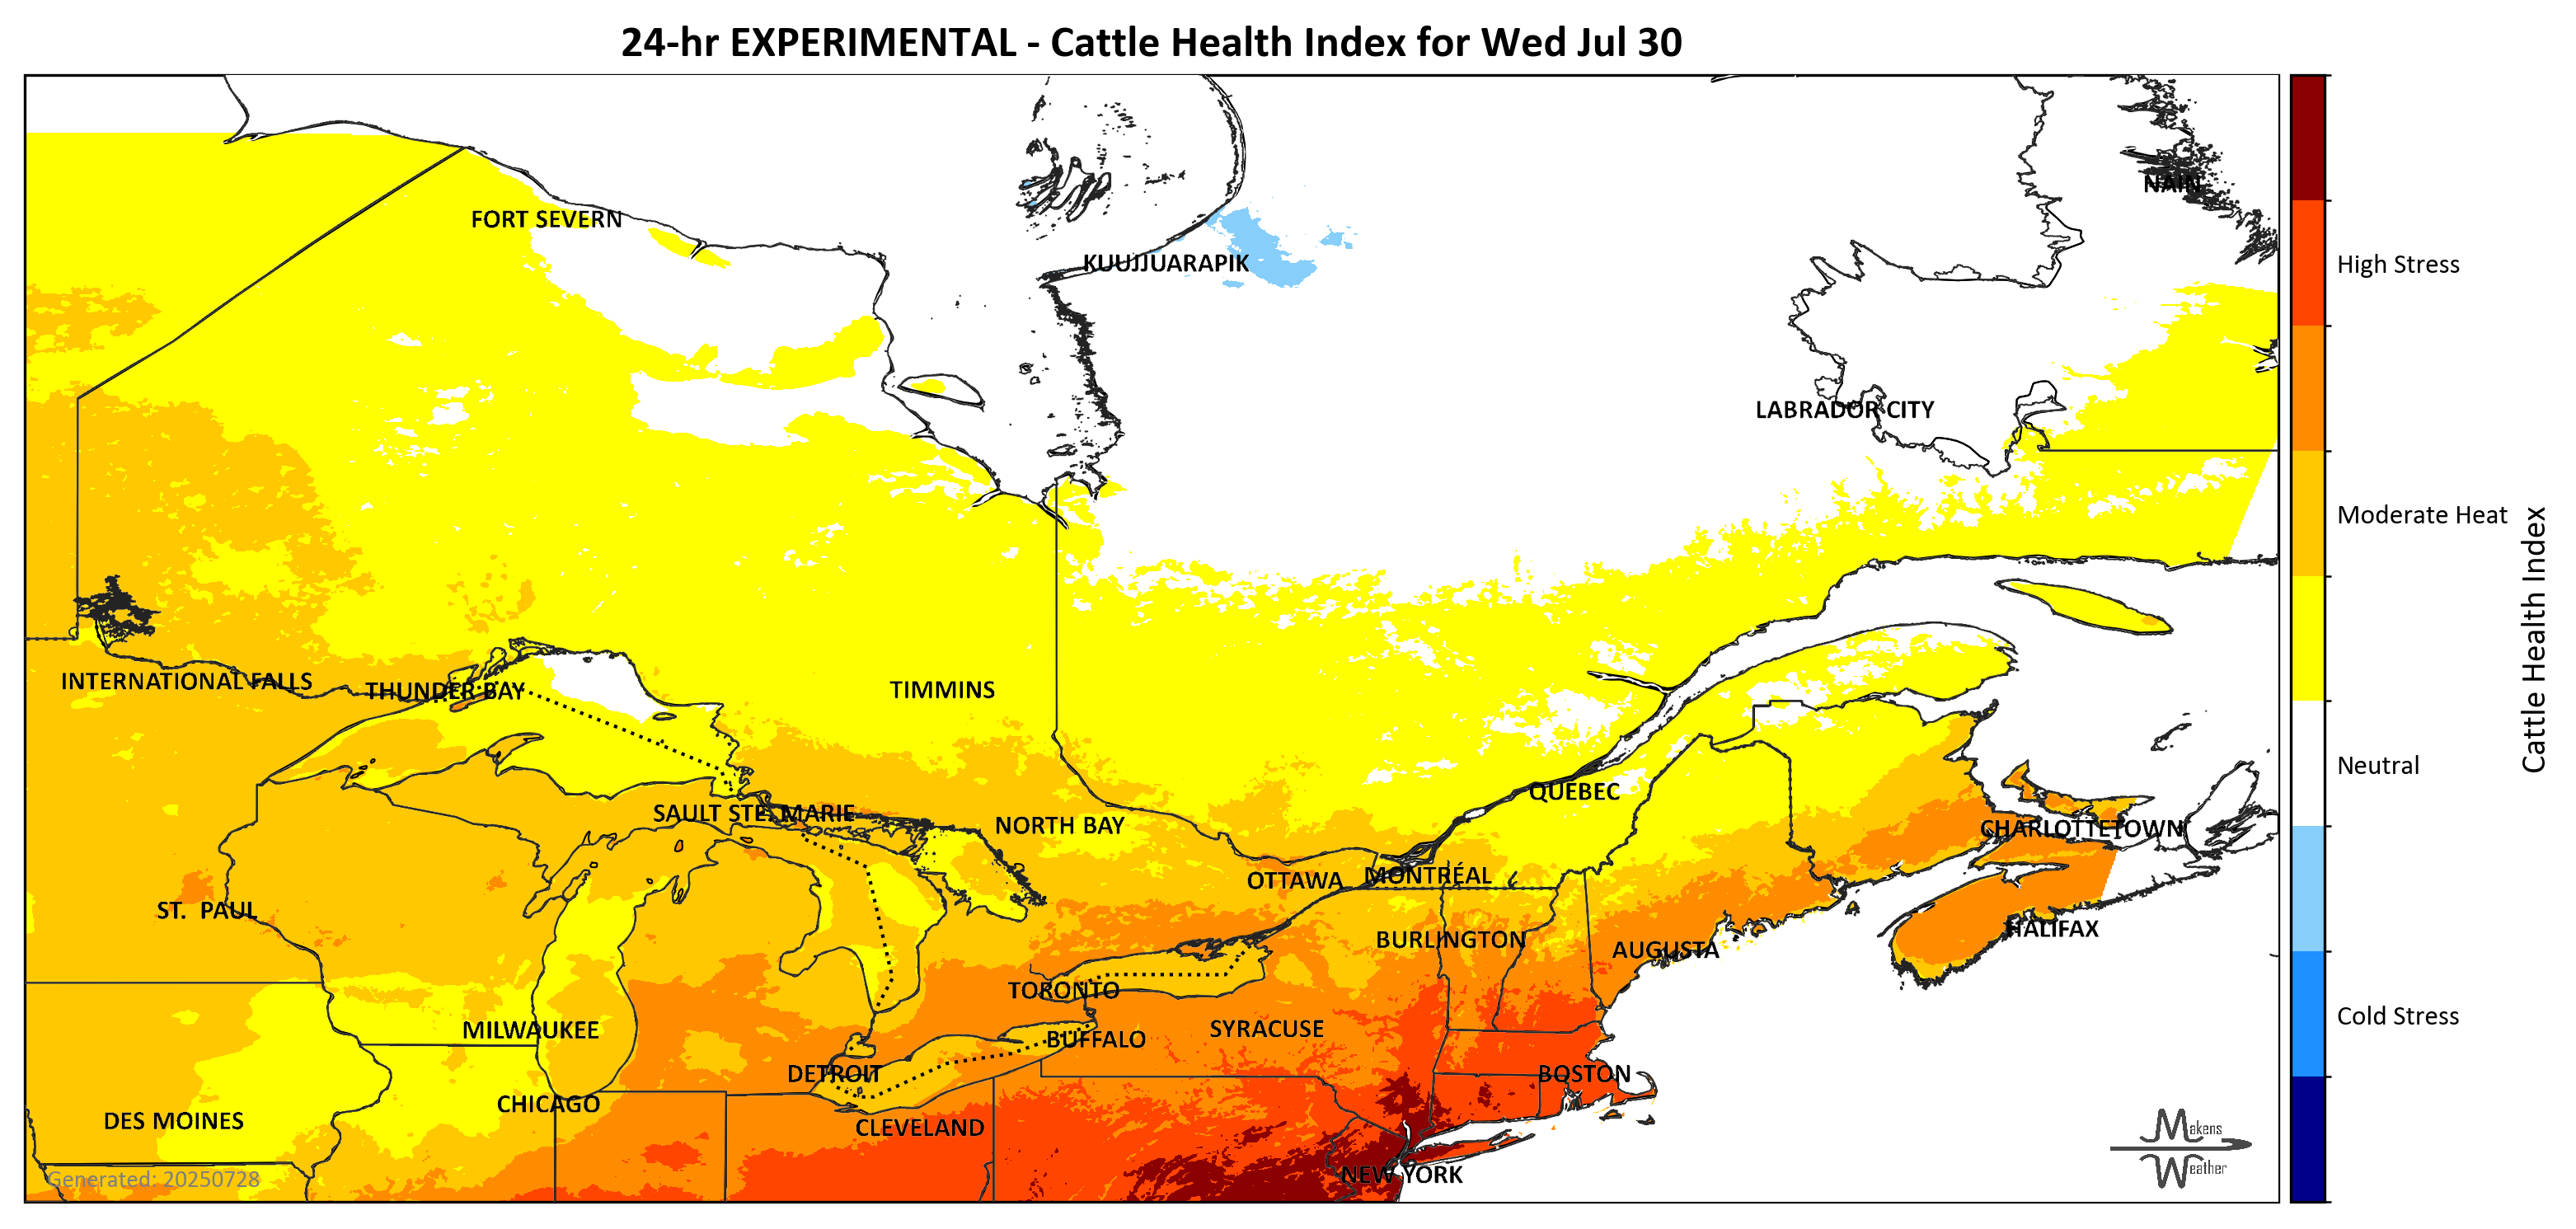 24-hr EXPERIMENTAL - Cattle Health Index for Wed Jul 30
NAIN
FORT SEVERN
KUUJJUARAPIK
High Stress
LABRADOR CITY
Moderate Heat
Cattle Health Index
INTERNATIONAL FALLS
THUNDER BAY
TIMMINS
Neutral
QUEBEC
SAULT STE. MARIE
NORTH BAY
CHARLOTTETOWN
OTTAWA
MONTRÉAL
ST. PAUL
HALIFAX
BURLINGTON
AUGUSTA
TORONTO
Cold Stress
MILWAUKEE
BUFFALO
SYRACUSE
DETROIT
BOSTON
CHICAGO
DES MOINES
CLEVELAND
Makens
Weather
NEW YORK
Generated: 20250728